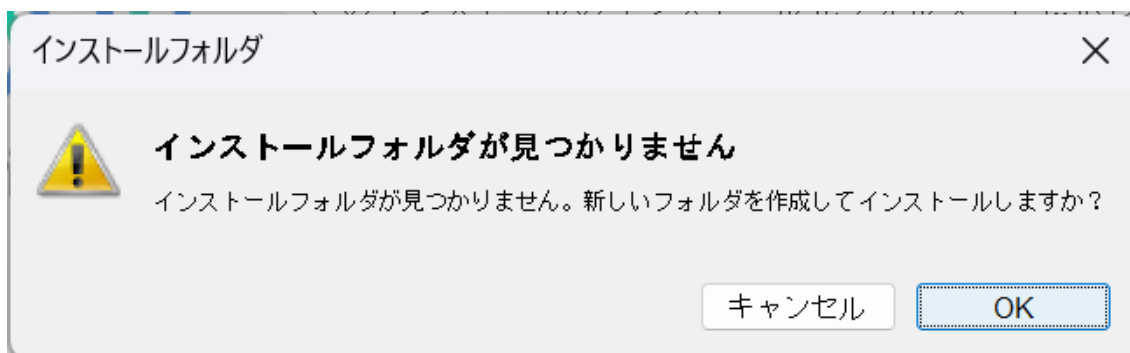 インストールフォルダ
インストールフォルダが見つかりません
インストールフォルダが見つかりません。新しいフォルダを作成してインストールしますか？
キャンセル
OK